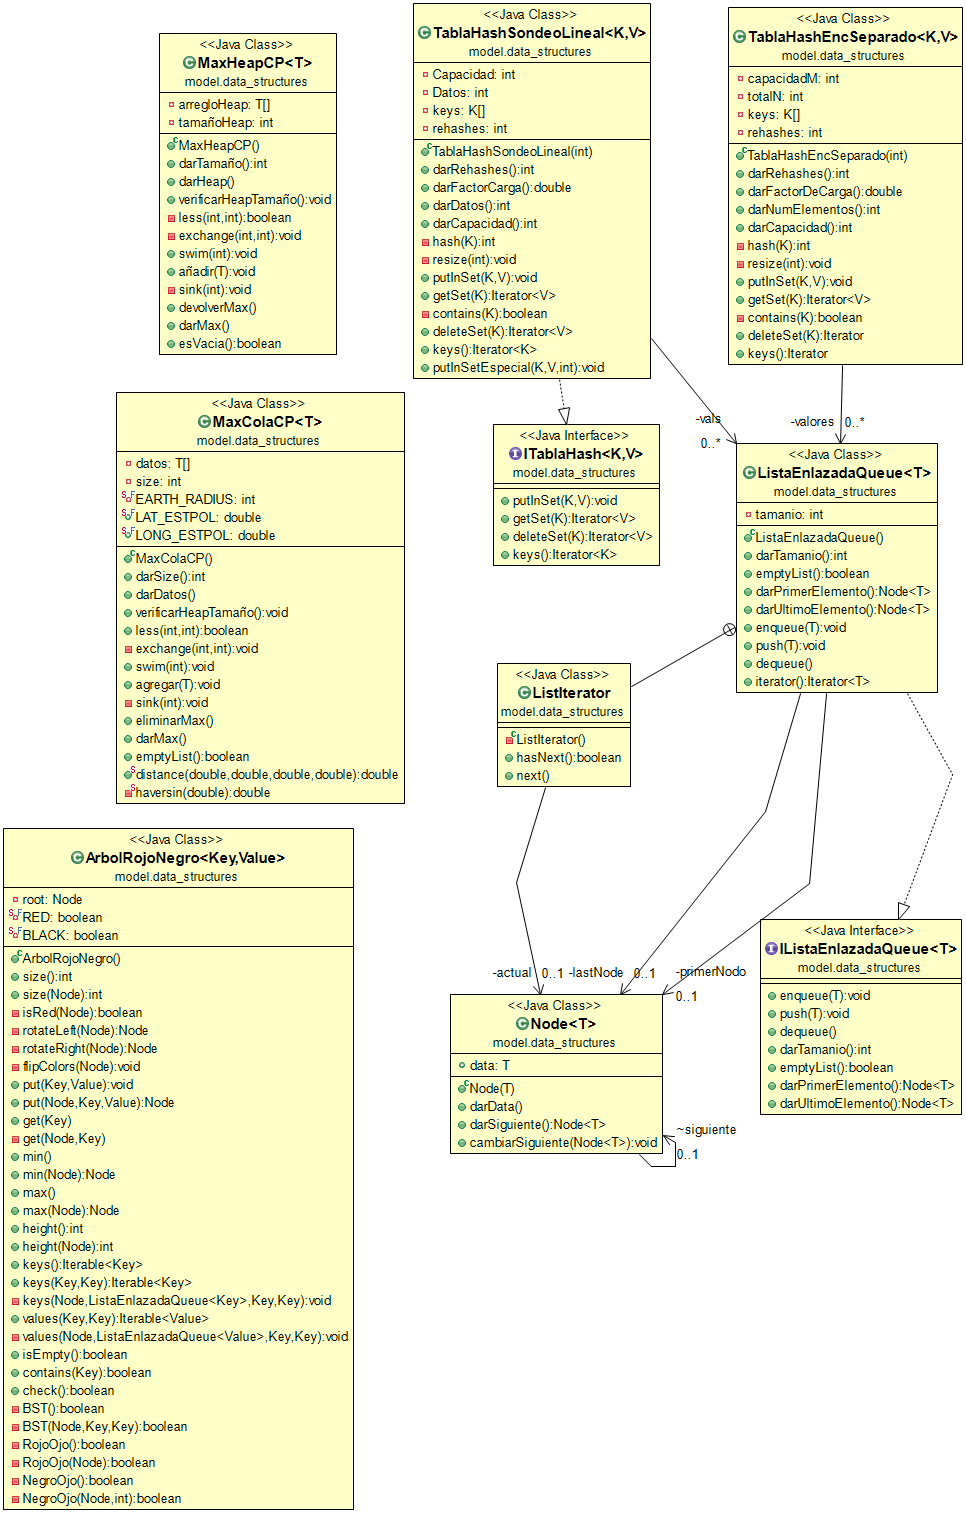 <<Java Class>>
MaxHeapCP<T>
model.data_structures
arregloHeap: T[]
tamañoHeap: int
MaxHeapCP()
darTamaño():int
darHeap()
verificarHeapTamaño():void
less(int,int):boolean
exchange(int,int):void
swim(int):void
añadir(T):void
sink(int):void
devolverMax()
darMax()
esVacia():boolean
<<Java Class>>
TablaHashSondeoLineal<K,V>
model.data_structures
Capacidad: int
Datos: int
keys: K[]
rehashes: int
TablaHashSondeoLineal(int)
darRehashes():int
darFactorCarga():double
darDatos():int
darCapacidad():int
hash(K):int
resize(int):void
putInSet(K,V):void
getSet(K):Iterator<V>
contains(K):boolean
deleteSet(K):Iterator<V>
keys():Iterator<K>
putInSetEspecial(K,V,int):void
<<Java Class>>
TablaHashEncSeparado<K,V>
model.data_structures
capacidadM: int
totalN: int
keys: K[]
rehashes: int
TablaHashEncSeparado(int)
darRehashes():int
darFactorDeCarga():double
darNumElementos():int
darCapacidad():int
hash(K):int
resize(int):void
putInSet(K,V):void
getSet(K):Iterator<V>
contains(K):boolean
deleteSet(K):Iterator
keys():Iterator
-vals
0..*
-valores
0..*
<<Java Class>>
MaxColaCP<T>
model.data_structures
datos: T[]
size: int
EARTH_RADIUS: int
LAT_ESTPOL: double
LONG_ESTPOL: double
MaxColaCP()
darSize():int
darDatos()
verificarHeapTamaño():void
less(int,int):boolean
exchange(int,int):void
swim(int):void
agregar(T):void
sink(int):void
eliminarMax()
darMax()
emptyList():boolean
distance(double,double,double,double):double
haversin(double):double
<<Java Interface>>
ITablaHash<K,V>
model.data_structures
putInSet(K,V):void
getSet(K):Iterator<V>
deleteSet(K):Iterator<V>
keys():Iterator<K>
<<Java Class>>
ListaEnlazadaQueue<T>
model.data_structures
tamanio: int
ListaEnlazadaQueue()
darTamanio():int
emptyList():boolean
darPrimerElemento():Node<T>
darUltimoElemento():Node<T>
enqueue(T):void
push(T):void
dequeue()
iterator():Iterator<T>
<<Java Class>>
ListIterator
model.data_structures
ListIterator()
hasNext():boolean
next()
<<Java Class>>
ArbolRojoNegro<Key,Value>
model.data_structures
root: Node
RED: boolean
BLACK: boolean
ArbolRojoNegro()
size():int
size(Node):int
isRed(Node):boolean
rotateLeft(Node):Node
rotateRight(Node):Node
flipColors(Node):void
put(Key,Value):void
put(Node,Key,Value):Node
get(Key)
get(Node,Key)
min()
min(Node):Node
max()
max(Node):Node
height():int
height(Node):int
keys():Iterable<Key>
keys(Key,Key):Iterable<Key>
keys(Node,ListaEnlazadaQueue<Key>,Key,Key):void
values(Key,Key):Iterable<Value>
values(Node,ListaEnlazadaQueue<Value>,Key,Key):void
isEmpty():boolean
contains(Key):boolean
check():boolean
BST():boolean
BST(Node,Key,Key):boolean
RojoOjo():boolean
RojoOjo(Node):boolean
NegroOjo():boolean
NegroOjo(Node,int):boolean
-actual
0..1
-lastNode
0..1
-primerNodo
0..1
<<Java Class>>
Node<T>
model.data_structures
data: T
Node(T)
darData()
darSiguiente():Node<T>
cambiarSiguiente(Node<T>):void
~siguiente
0..1
<<Java Interface>>
IListaEnlazadaQueue<T>
model.data_structures
enqueue(T):void
push(T):void
dequeue()
darTamanio():int
emptyList():boolean
darPrimerElemento():Node<T>
darUltimoElemento():Node<T>